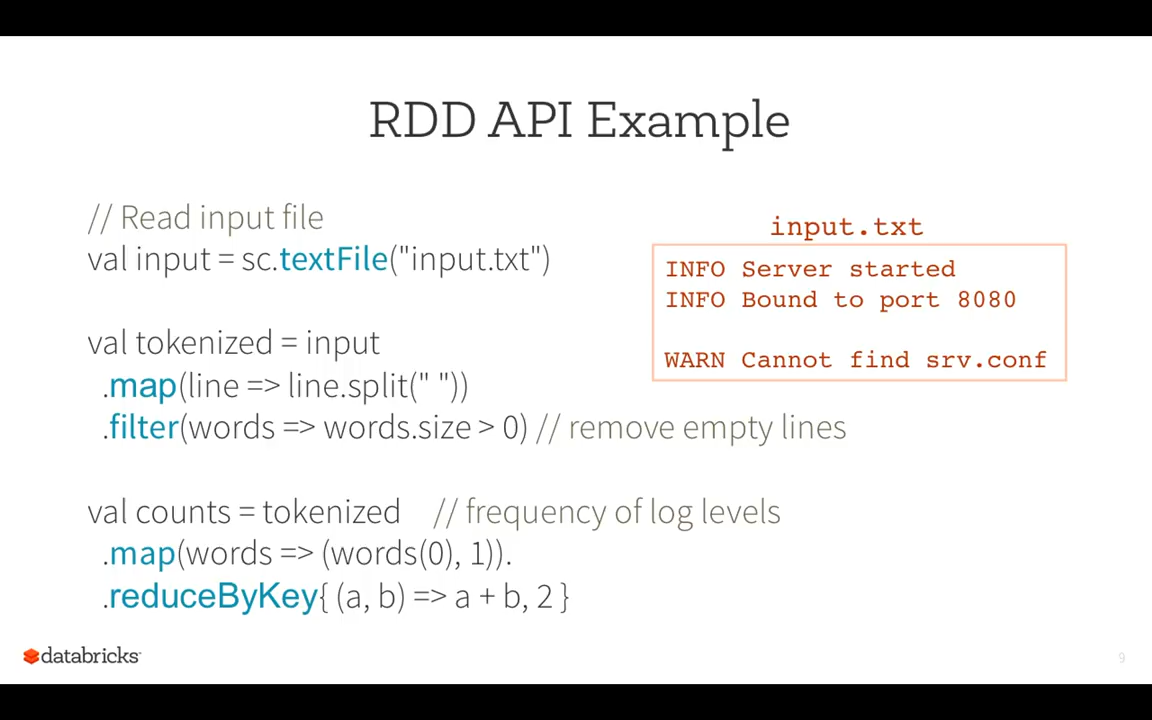 RDD API Example
// Read input file
val input = sc.textFile("input.txt")
val tokenized = input
.map(line => line.split(" "))
.filter(words => words.size > 0) // remove empty lines
val counts = tokenized // frequency of log levels
.map(words => (words(0), 1)).
.reduceByKey{ (a, b) => a + b, 2 }
input.txt
INFO Server started
INFO Bound to port 8080
WARN Cannot find srv.conf
databricks
9